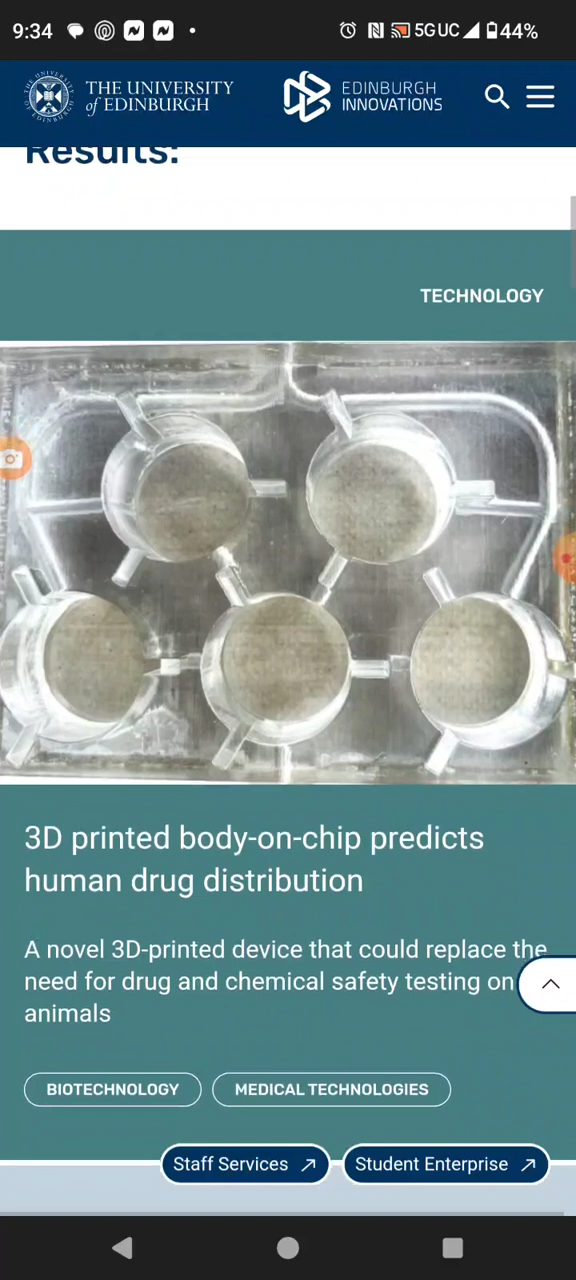 9:34
5G UC 44%
THE UNIVERSITY
of EDINBURGH
EDINBURGH
INNOVATIONS
Results:
TECHNOLOGY
3D printed body-on-chip predicts
human drug distribution
A novel 3D-printed device that could replace the
need for drug and chemical safety testing on
animals
BIOTECHNOLOGY
MEDICAL TECHNOLOGIES
Staff Services
Student Enterprise